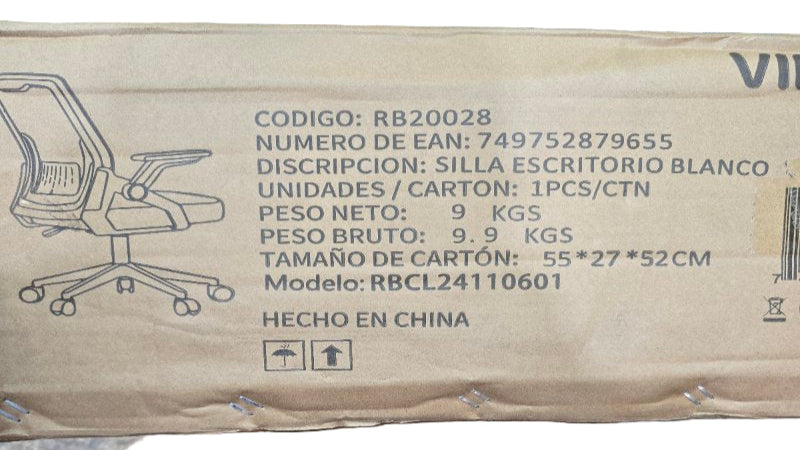 CODIGO: RB20028
NUMERO DE EAN: 749752879655
DISCRIPCION: SILLA ESCRITORIO BLANCO
UNIDADES / CARTON: 1PCS/CTN
PESO NETO: 9 KGS
PESO BRUTO: 9.9 KGS
TAMAÑO DE CARTÓN: 55*27*52CM
Modelo: RBCL24110601
HECHO EN CHINA
7